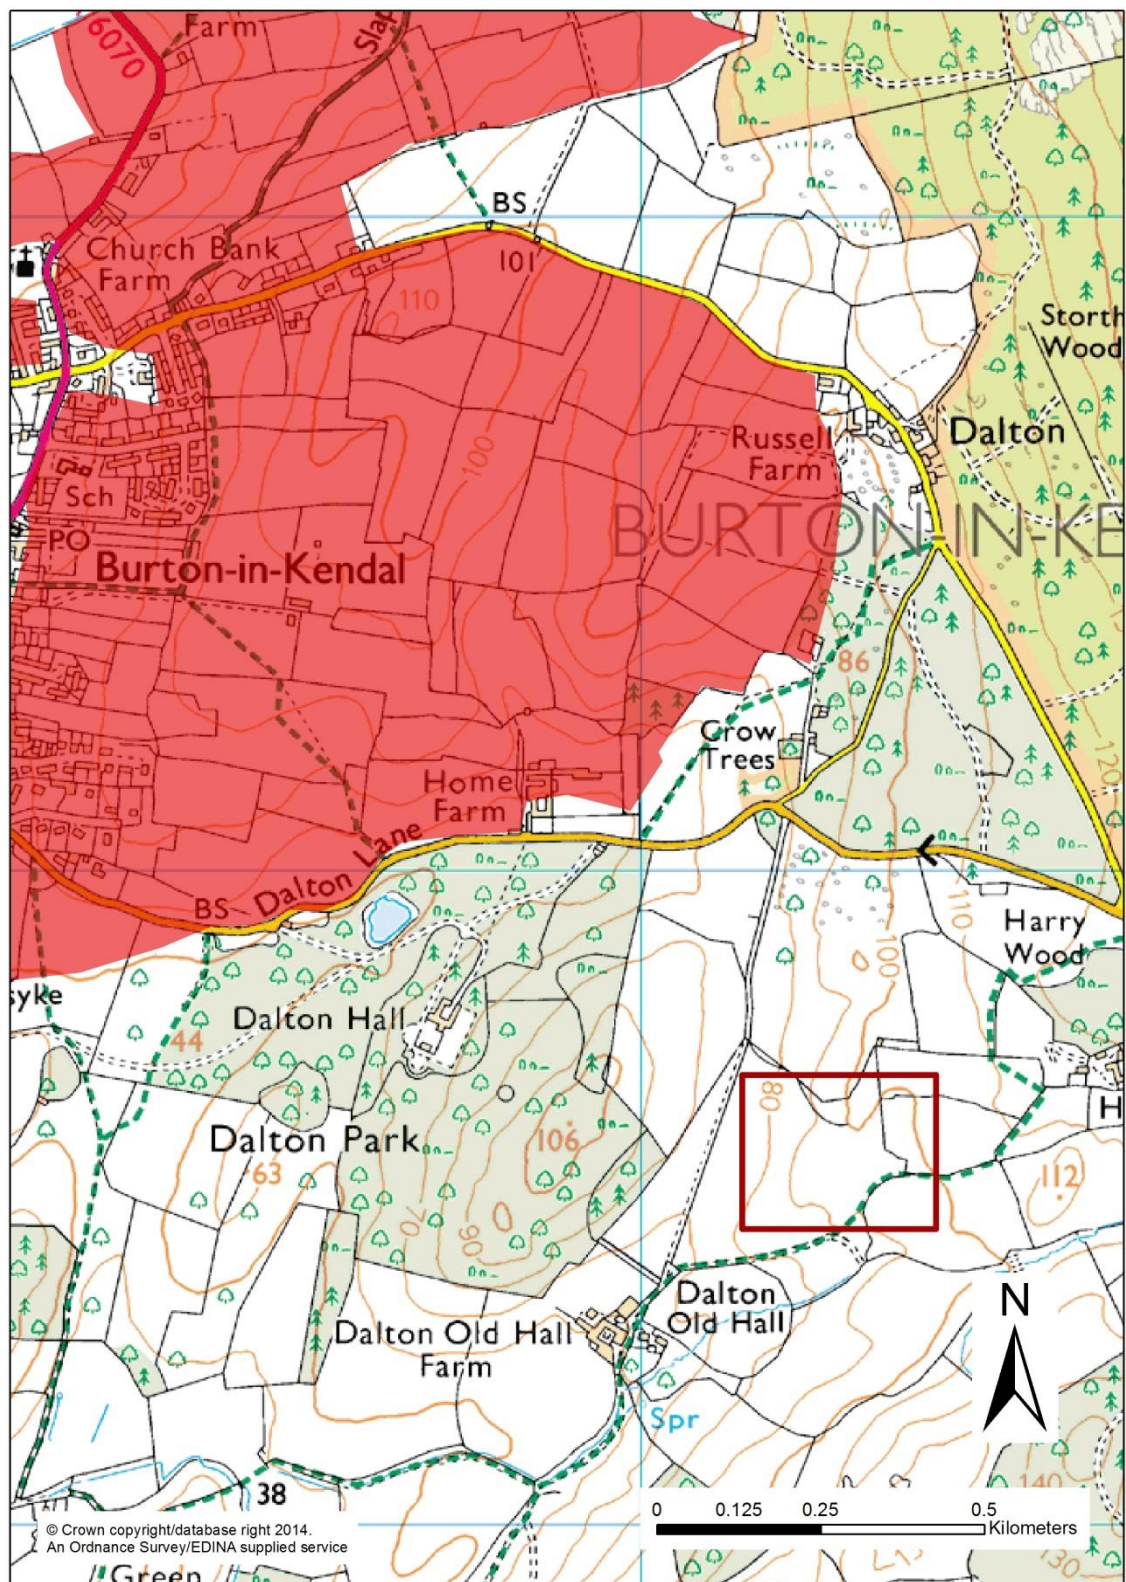 6070
Farm
Slap
BS
101
Church Bank
Farm
110
100
Storth
Wood
Dalton
Russell
Farm
Sch
PO
BURTON-IN-KE
Burton-in-Kendal
86
Crow
Trees
120
Home
Farm
BS
Dalton Lane
110
Harry
Wood
100
syke
Dalton Hall
44
80
H
Dalton Park
106
63
112
70
90
Dalton
Old Hall
Dalton Old Hall
Farm
N
Spr
140
38
0 0.125 0.25 0.5
Kilometers
© Crown copyright/database right 2014.
An Ordnance Survey/EDINA supplied service
130
Green